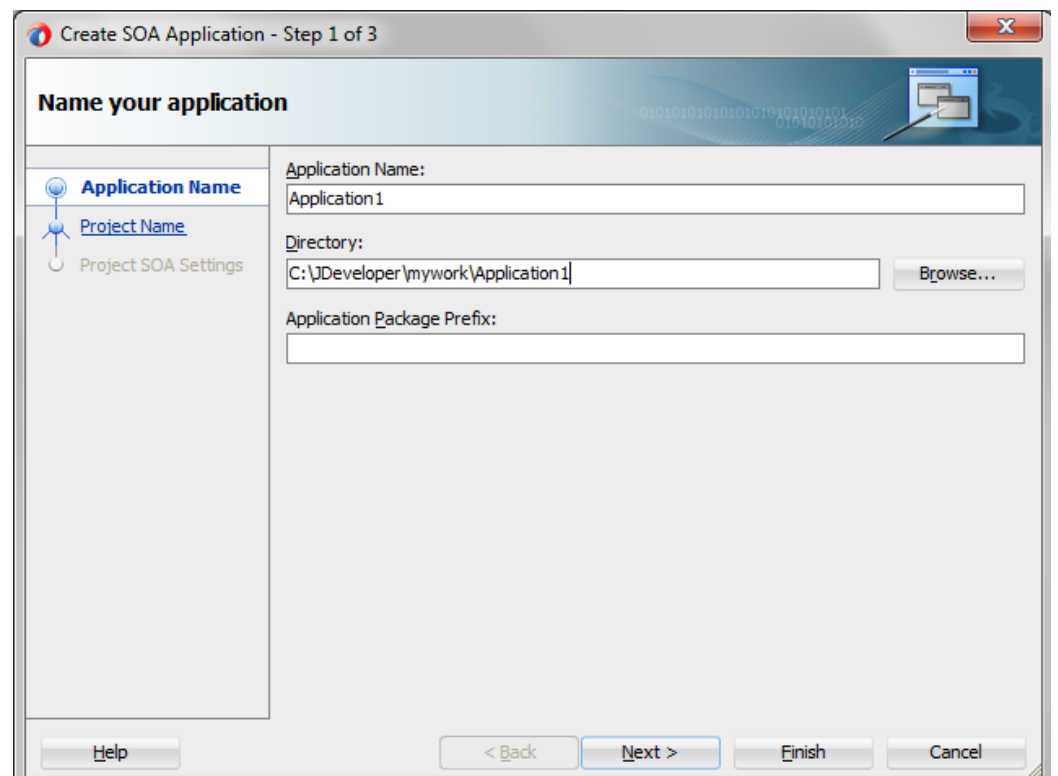 Create SOA Application - Step 1 of 3
Name your application
Application Name
Project Name
Project SOA Settings
Application Name:
Application1
Directory:
C:\JDeveloper\mywork\Application1
Browse...
Application Package Prefix:
Help
< Back
Next >
Finish
Cancel